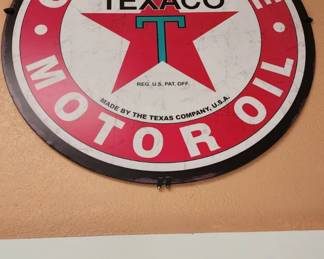 TEXACO
T
REG. U.S. PAT. OFF.
MADE BY THE TEXAS COMPANY, U.S.A.
MOTOR OIL